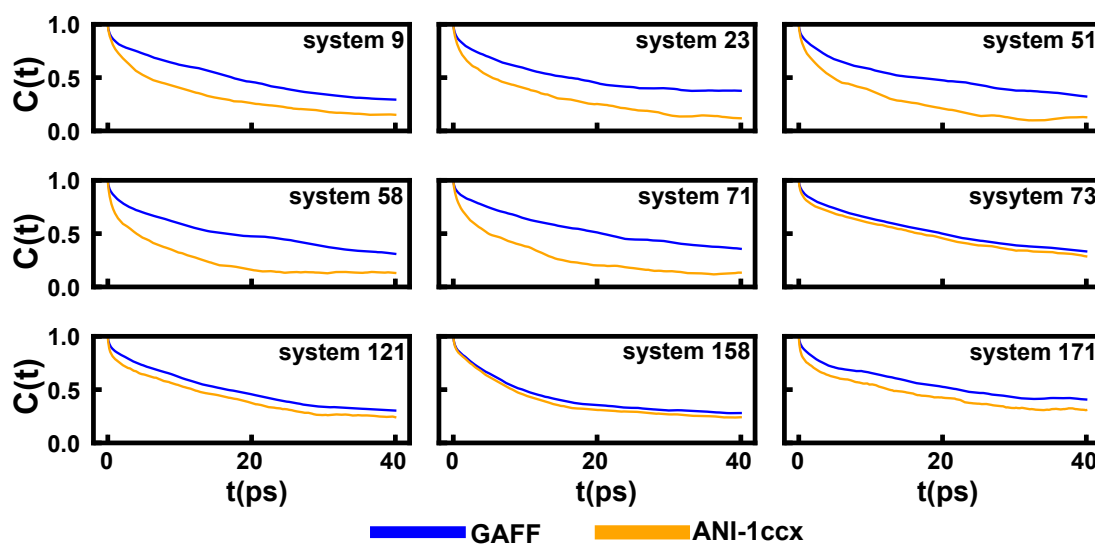 1.0
system 9
system 23
system 51
C(t)
0.5
0.0
1.0
system 58
system 71
sysytem 73
C(t)
0.5
0.0
1.0
system 121
system 158
system 171
C(t)
0.5
0.0
0 20 40 0 20 40 0 20 40
t(ps) t(ps) t(ps)
GAFF ANI-1ccx